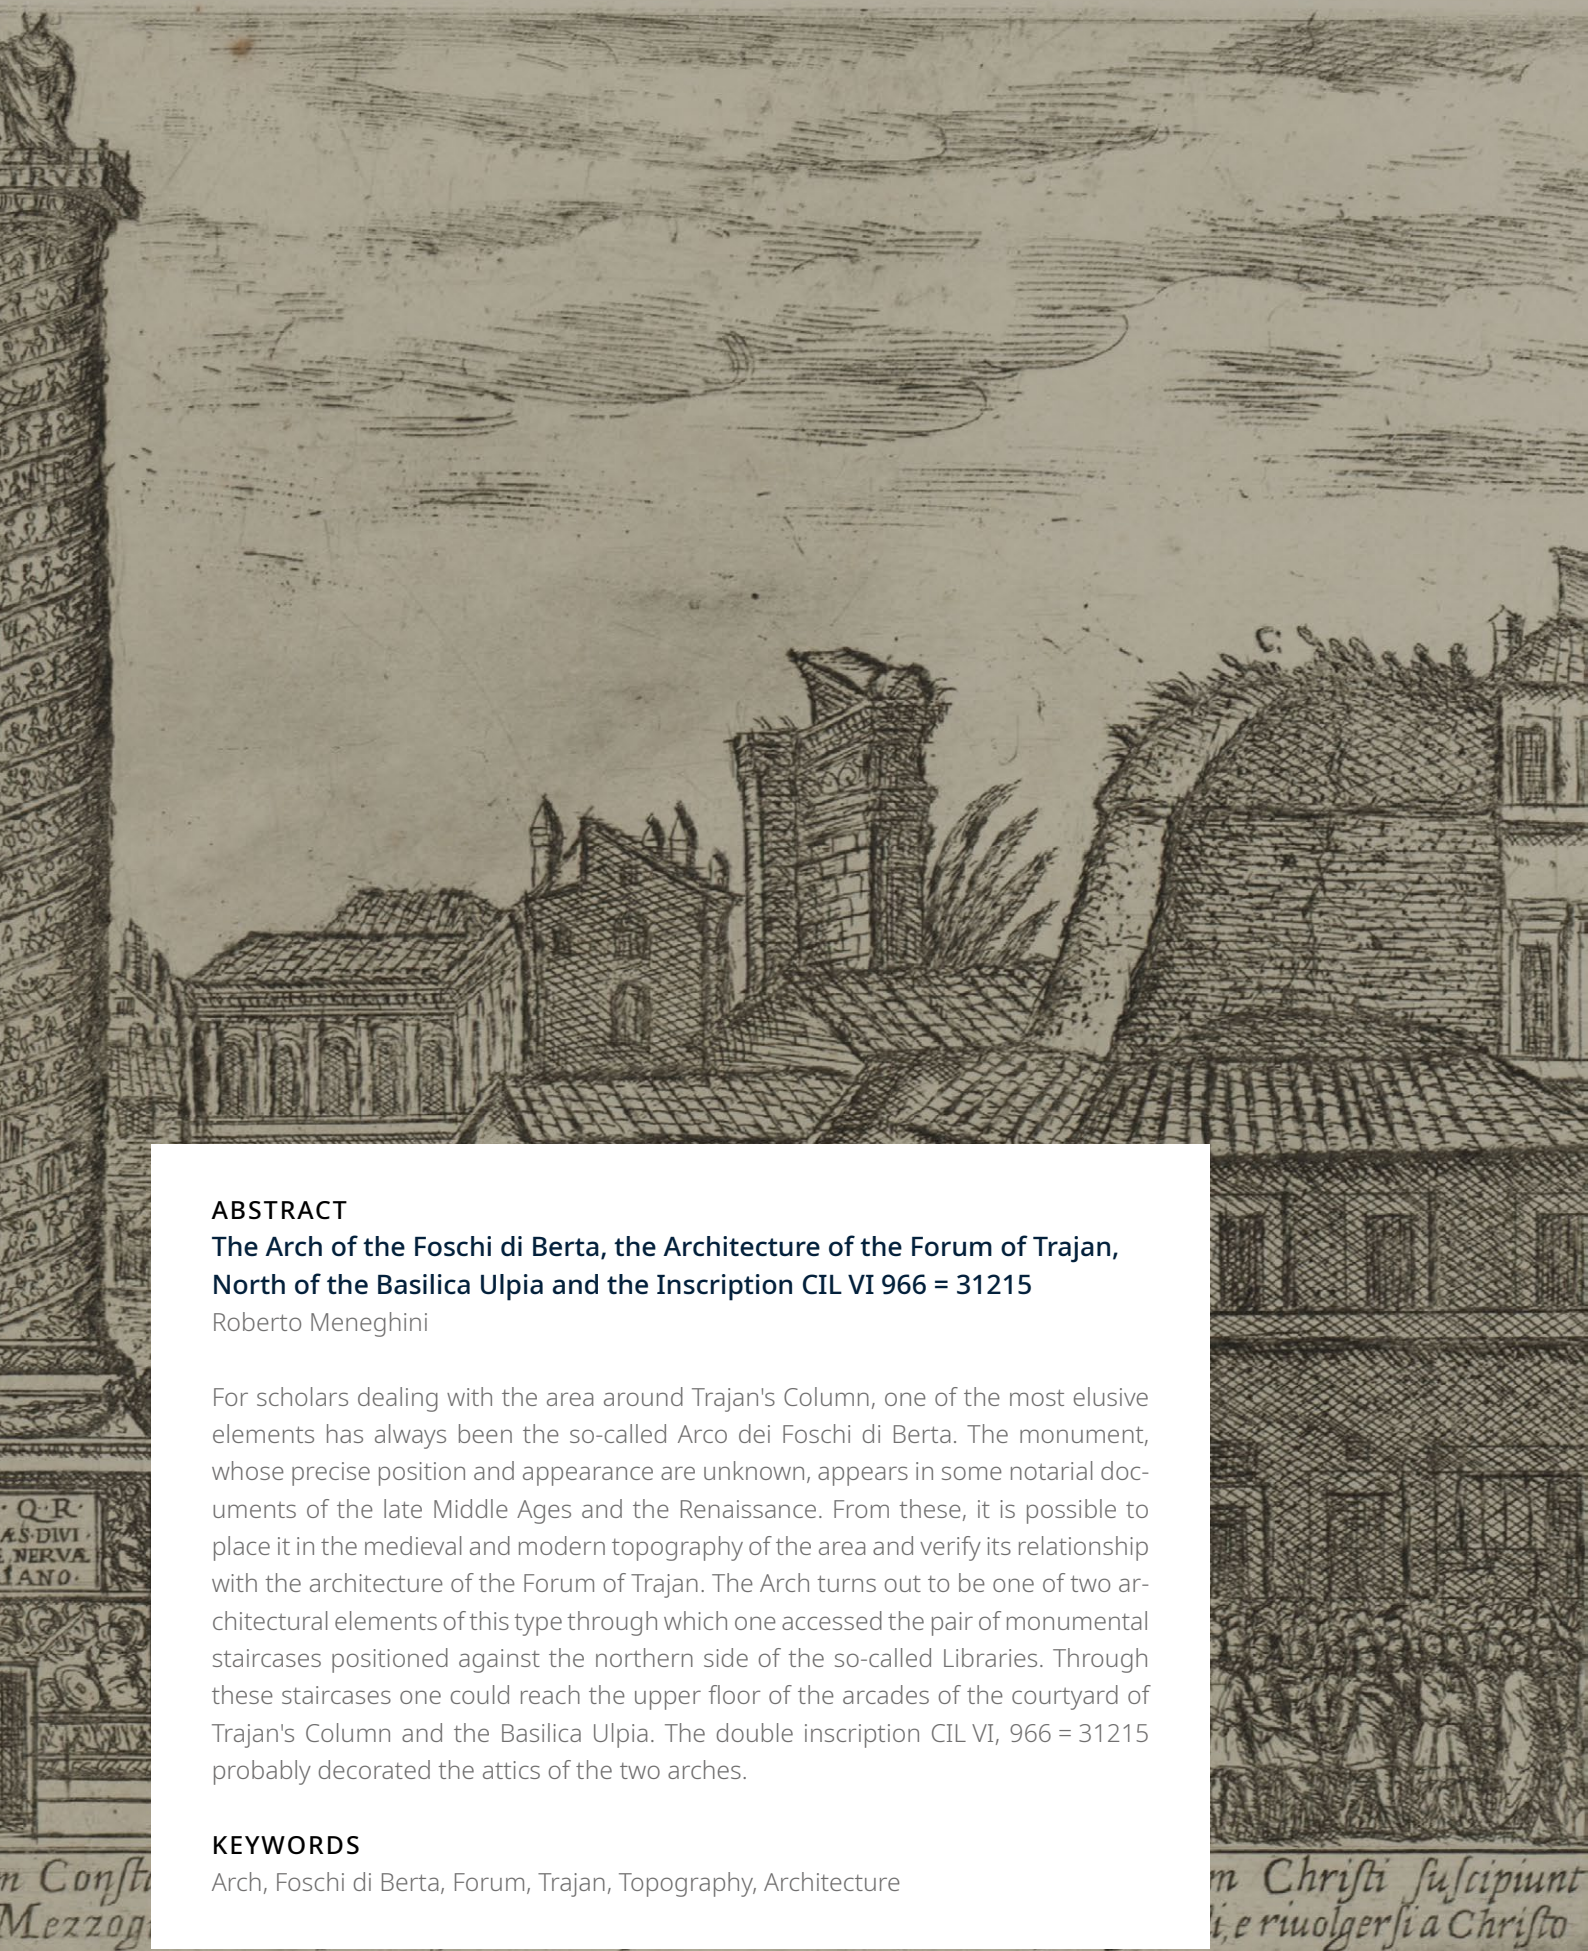 TRVS
C
· Q·R·
ÆS·DIVI·
NERVÆ
IANO·
ABSTRACT
The Arch of the Foschi di Berta, the Architecture of the Forum of Trajan,
North of the Basilica Ulpia and the Inscription CIL VI 966 = 31215
Roberto Meneghini
For scholars dealing with the area around Trajan's Column, one of the most elusive
elements has always been the so-called Arco dei Foschi di Berta. The monument,
whose precise position and appearance are unknown, appears in some notarial doc-
uments of the late Middle Ages and the Renaissance. From these, it is possible to
place it in the medieval and modern topography of the area and verify its relationship
with the architecture of the Forum of Trajan. The Arch turns out to be one of two ar-
chitectural elements of this type through which one accessed the pair of monumental
staircases positioned against the northern side of the so-called Libraries. Through
these staircases one could reach the upper floor of the arcades of the courtyard of
Trajan's Column and the Basilica Ulpia. The double inscription CIL VI, 966 = 31215
probably decorated the attics of the two arches.
KEYWORDS
Arch, Foschi di Berta, Forum, Trajan, Topography, Architecture
n Conſta
Mezzog
m Chriſti ſuſcipiunt
i, e riuolgerſi a Chriſto